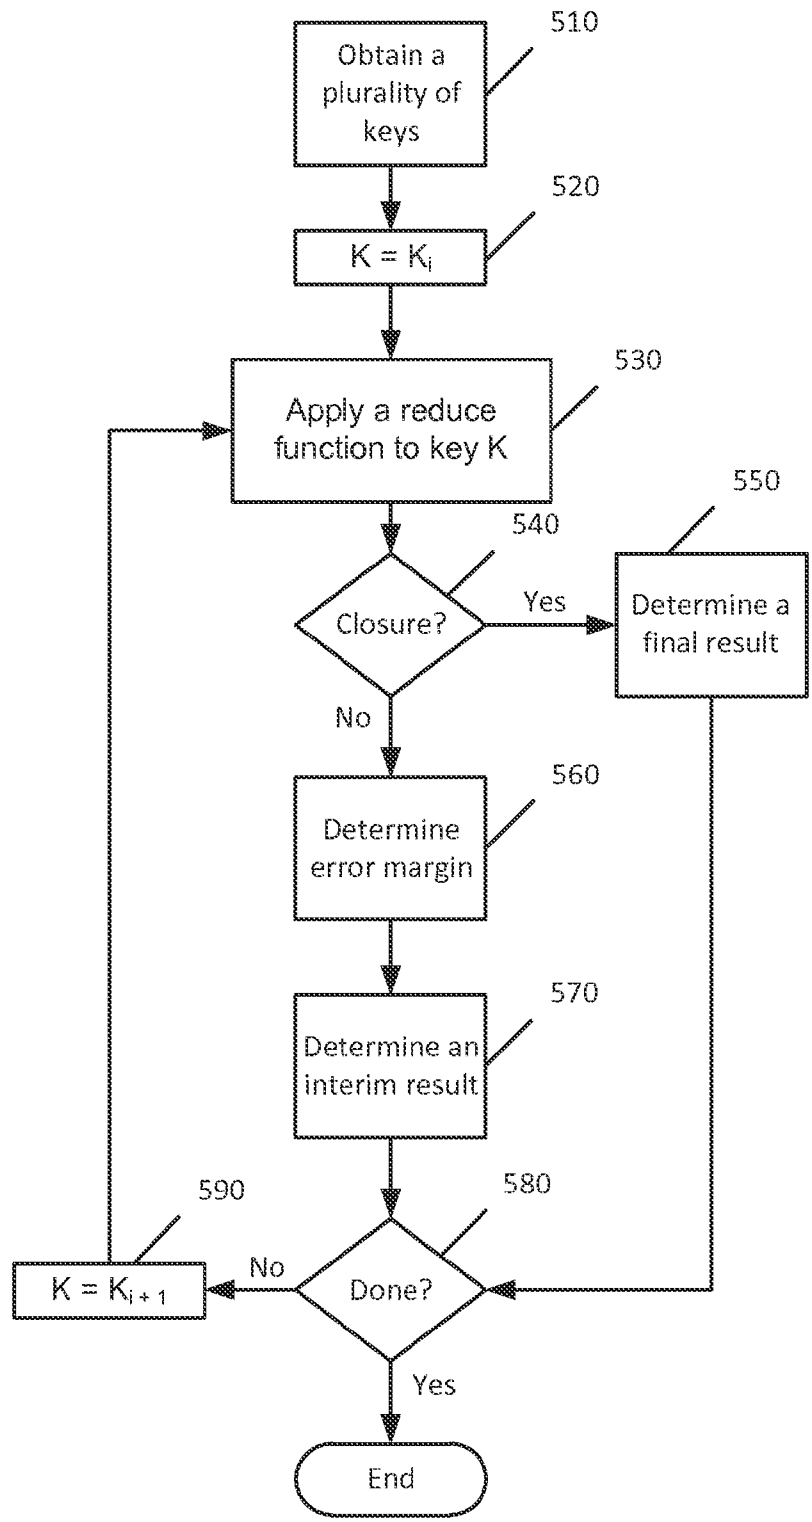 510
Obtain a
plurality of
keys
520
K = Ki
530
Apply a reduce
function to key K
540
Closure?
Yes
550
Determine a
final result
No
560
Determine
error margin
570
Determine an
interim result
580
Done?
No
590
K = Ki + 1
Yes
End